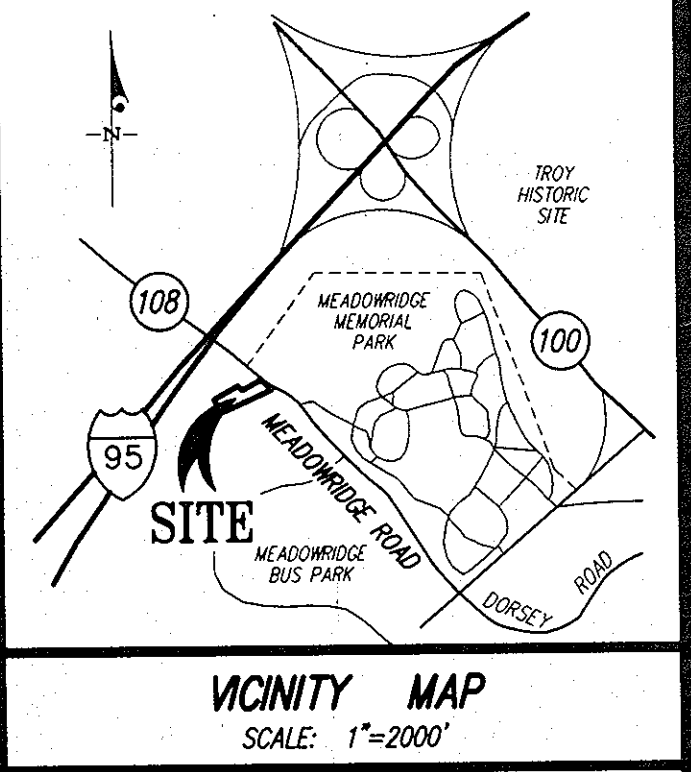 -N-
TROY
HISTORIC
SITE
108
MEADOWRIDGE
MEMORIAL
PARK
100
95
MEADOWRIDGE ROAD
SITE
MEADOWRIDGE
BUS PARK
DORSEY ROAD
VICINITY MAP
SCALE: 1"=2000'